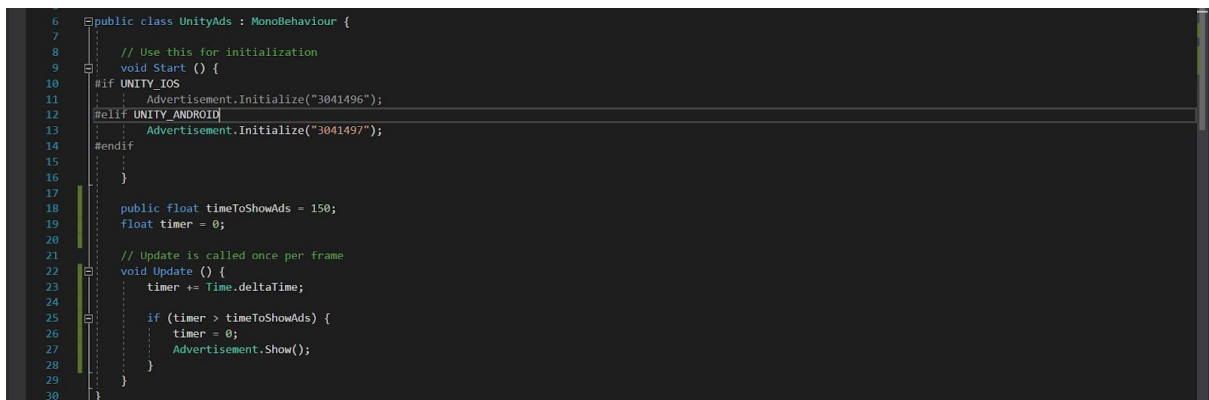 6 public class UnityAds : MonoBehaviour {
7
8 // Use this for initialization
9 void Start () {
10 #if UNITY_IOS
11 Advertisement.Initialize("3041496");
12 #elif UNITY_ANDROID
13 Advertisement.Initialize("3041497");
14 #endif
15
16 }
17
18 public float timeToShowAds = 150;
19 float timer = 0;
20
21 // Update is called once per frame
22 void Update () {
23 timer += Time.deltaTime;
24
25 if (timer > timeToShowAds) {
26 timer = 0;
27 Advertisement.Show();
28 }
29 }
30 }